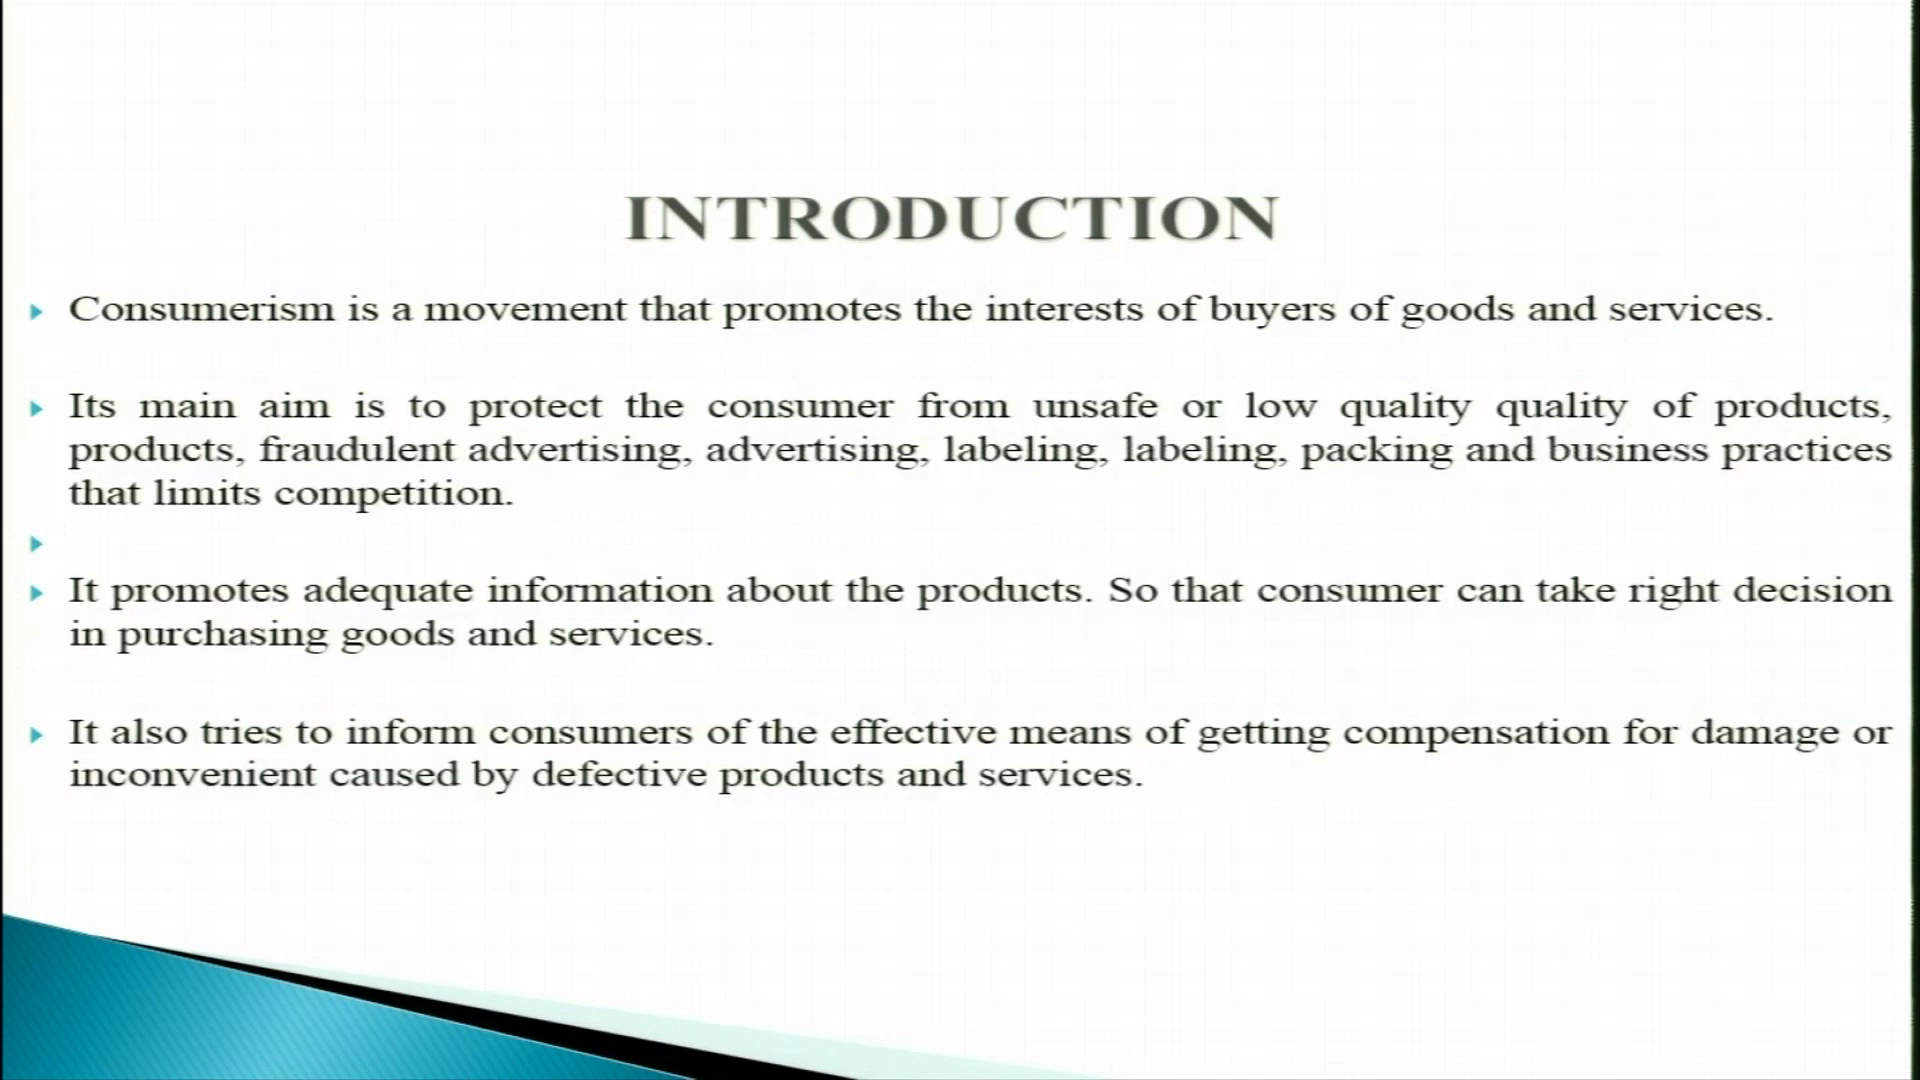 INTRODUCTION
Consumerism is a movement that promotes the interests of buyers of goods and services.
Its main aim is to protect the consumer from unsafe or low quality quality of products,
products, fraudulent advertising, advertising, labeling, labeling, packing and business practices
that limits competition.
It promotes adequate information about the products. So that consumer can take right decision
in purchasing goods and services.
It also tries to inform consumers of the effective means of getting compensation for damage or
inconvenient caused by defective products and services.